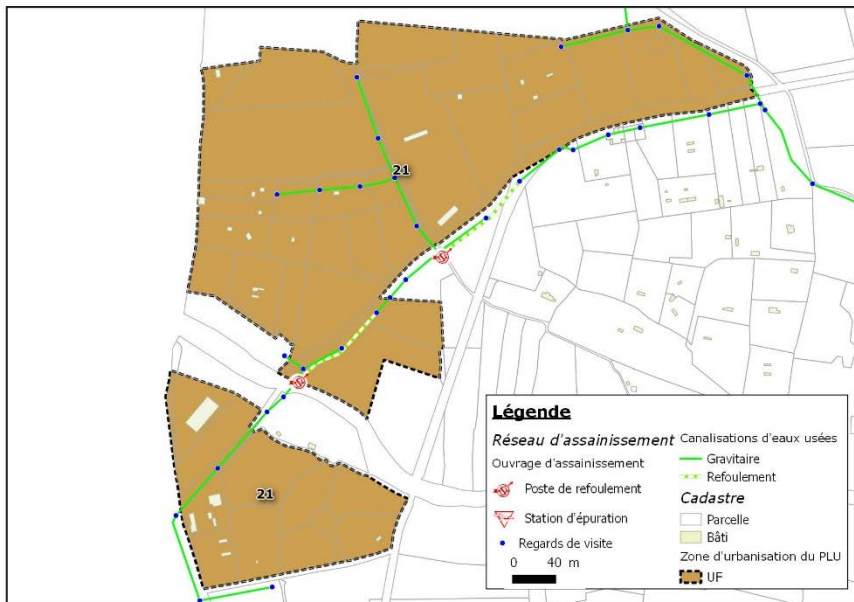 21
21
Légende
Réseau d'assainissement
Ouvrage d'assainissement
Poste de refoulement
Station d'épuration
Regards de visite
0 40 m
Canalisations d'eaux usées
Gravitaire
Refoulement
Cadastre
Parcelle
Bâti
Zone d'urbanisation du PLU
UF